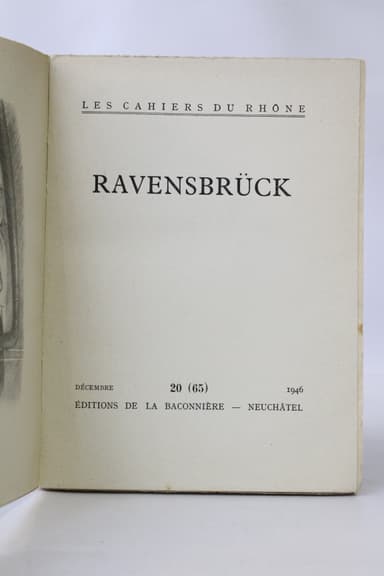 LES CAHIERS DU RHÔNE
RAVENSBRÜCK
DÉCEMBRE 20 (65) 1946
ÉDITIONS DE LA BACONNIÈRE — NEUCHÂTEL